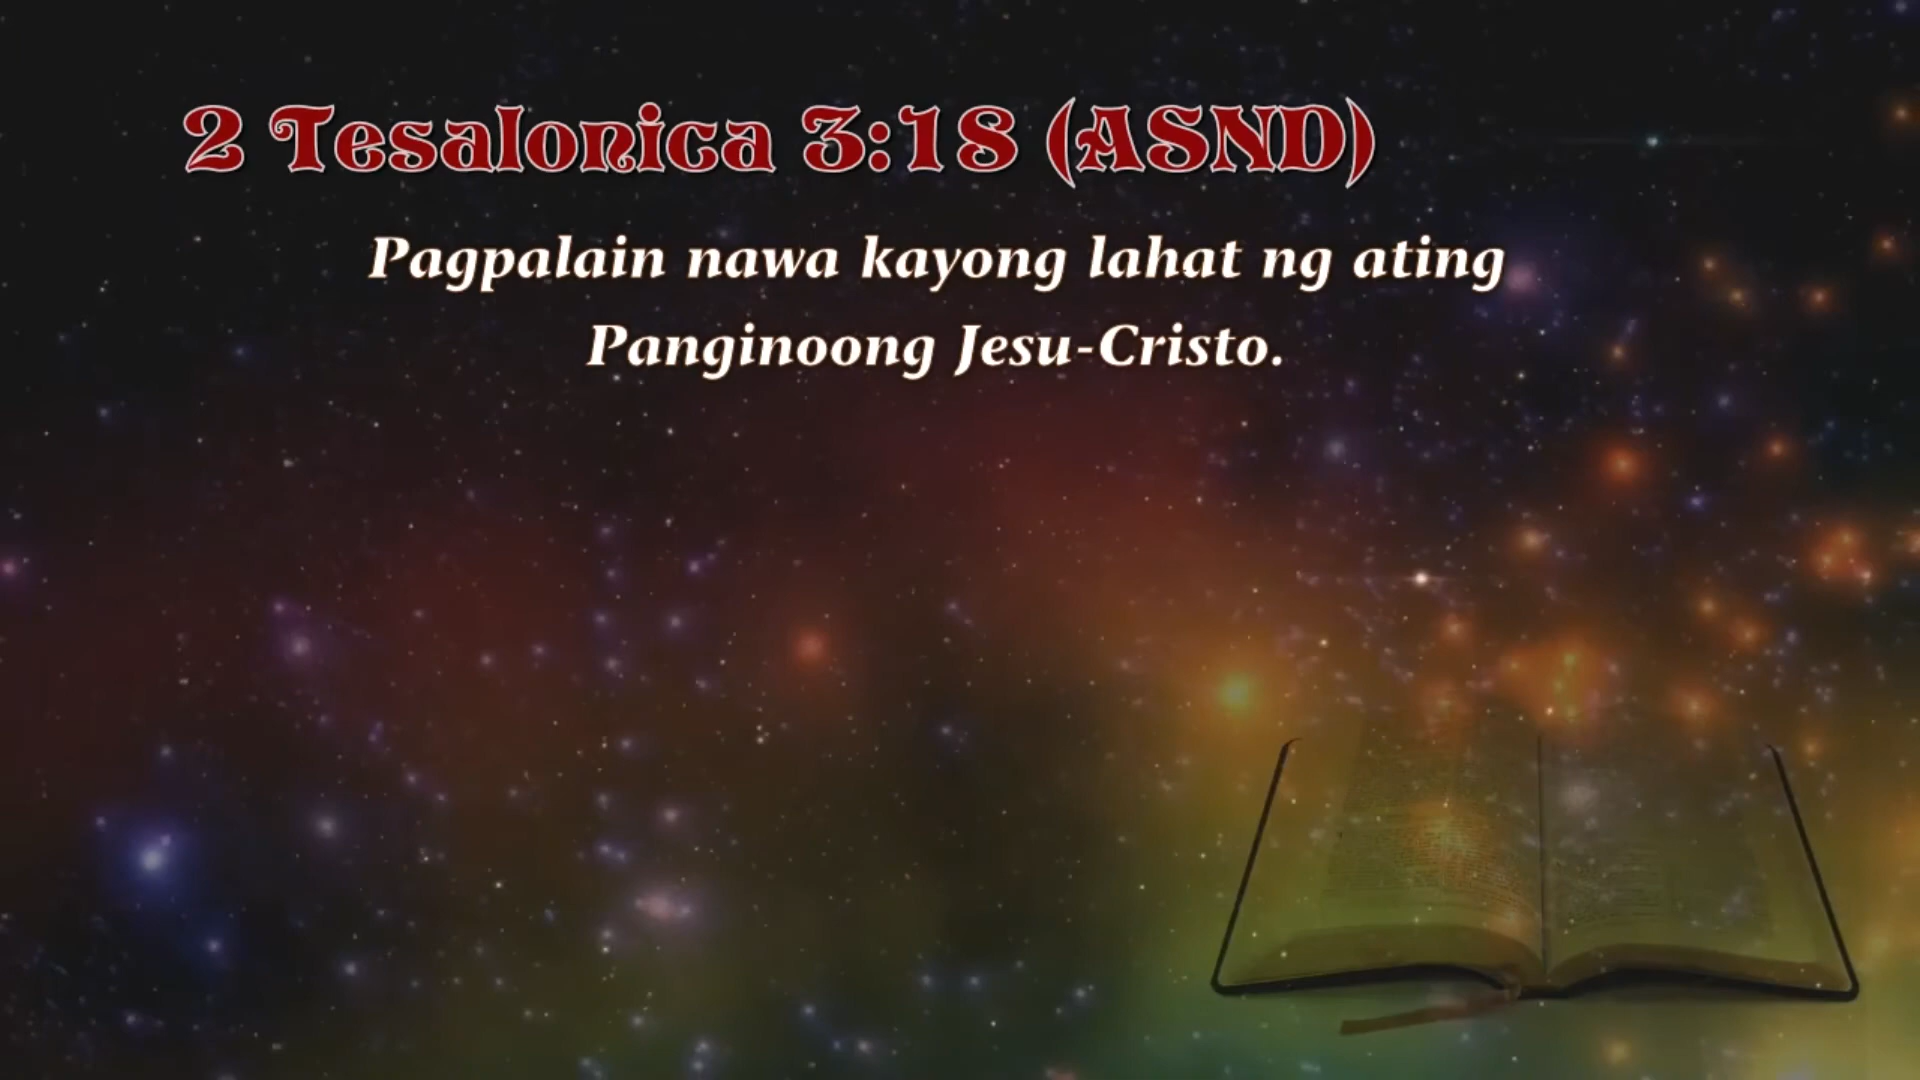 2 Tesalonica 3:18 (ASND)
Pagpalain nawa kayong lahat ng ating
Panginoong Jesu-Cristo.